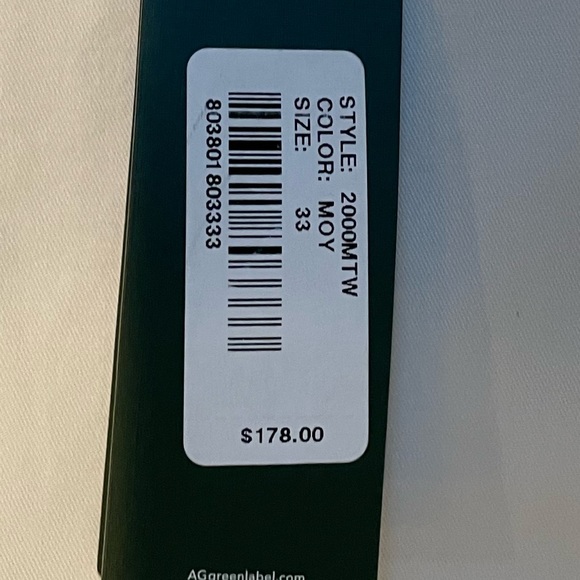 STYLE: 2000MTW
COLOR: MOY
SIZE: 33
803801803333
$178.00
AGgreenlabel.com